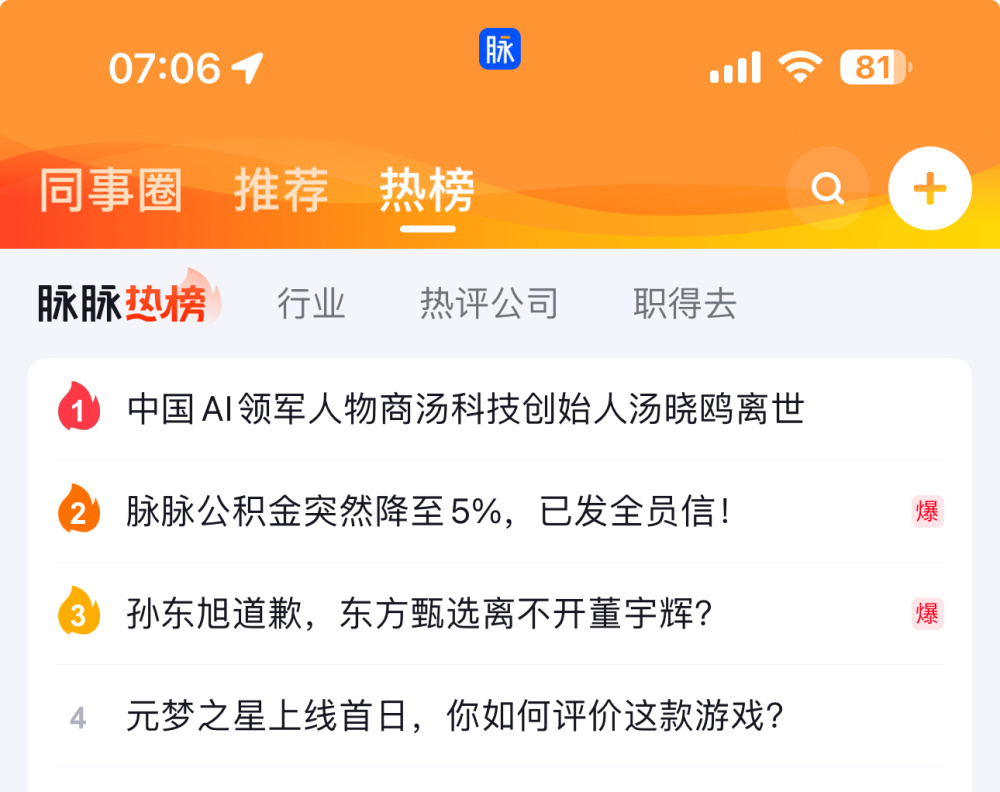 07:06 脉 81
同事圈 推荐 热榜
脉脉热榜 行业 热评公司 职得去
1 中国AI领军人物商汤科技创始人汤晓鸥离世
2 脉脉公积金突然降至5%，已发全员信！ 爆
3 孙东旭道歉，东方甄选离不开董宇辉？ 爆
4 元梦之星上线首日，你如何评价这款游戏？